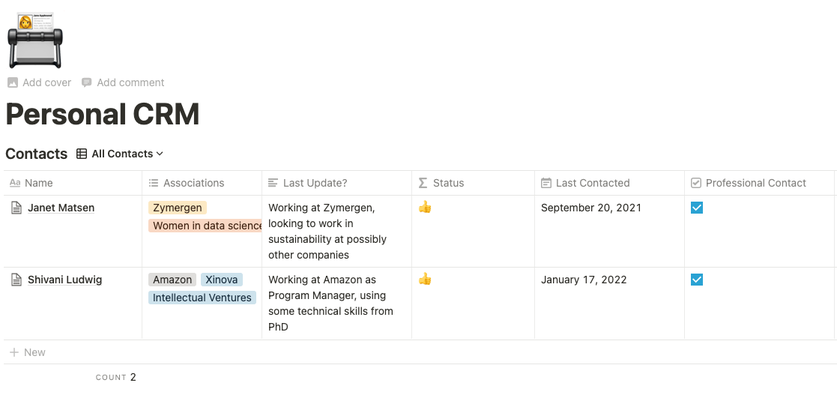 Add cover Add comment
Personal CRM
Contacts All Contacts
Aa Name Associations Last Update? Σ Status Last Contacted Professional Contact
Janet Matsen Zymergen Working at Zymergen, 👍 September 20, 2021
Women in data science looking to work in
sustainability at possibly
other companies
Shivani Ludwig Amazon Xinova Working at Amazon as 👍 January 17, 2022
Intellectual Ventures Program Manager, using
some technical skills from
PhD
+ New
COUNT 2